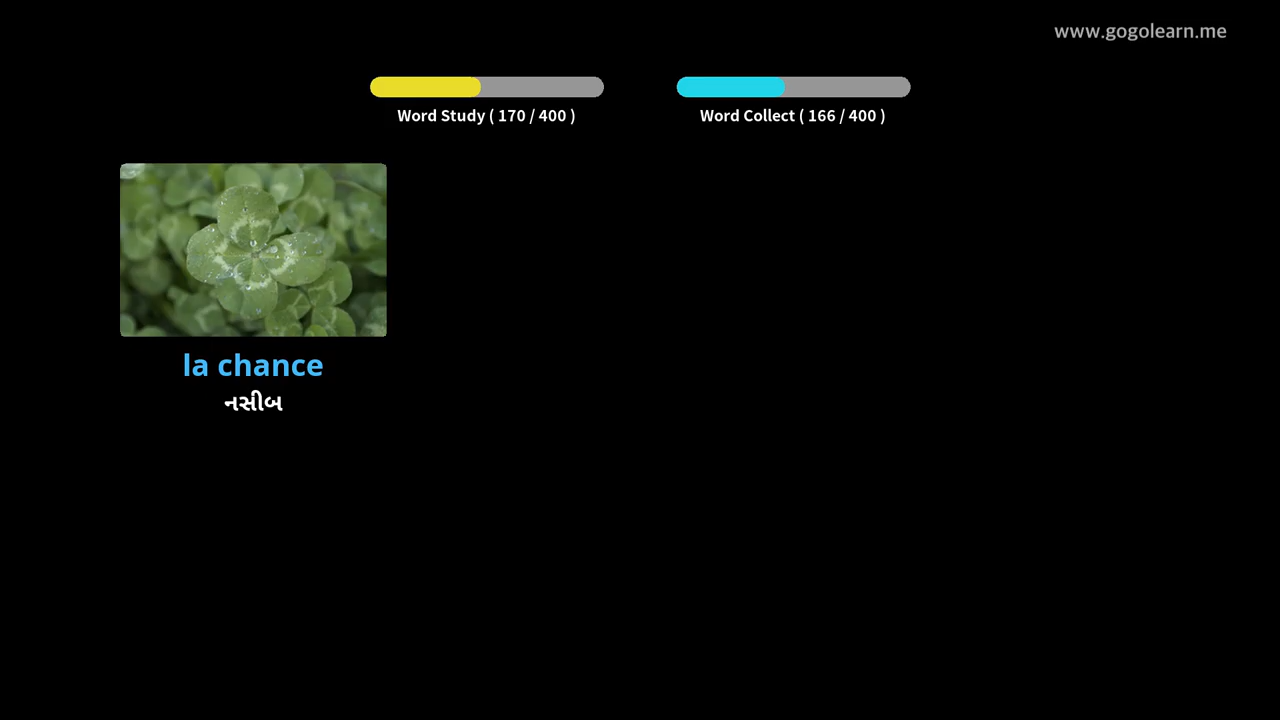 www.gogolearn.me
Word Study ( 170 / 400 )
Word Collect ( 166 / 400 )
la chance
નસીબ